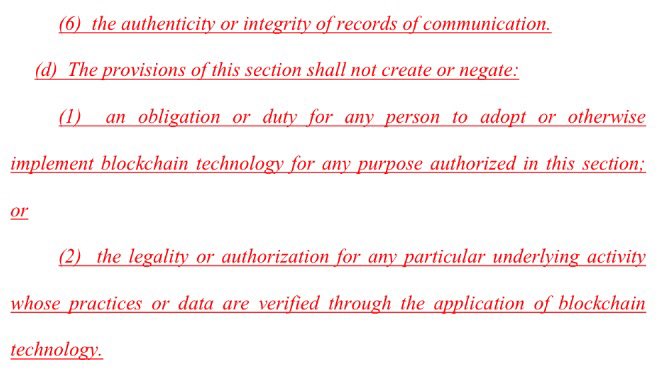 (6) the authenticity or integrity of records of communication.
(d) The provisions of this section shall not create or negate:
(1) an obligation or duty for any person to adopt or otherwise
implement blockchain technology for any purpose authorized in this section;
or
(2) the legality or authorization for any particular underlying activity
whose practices or data are verified through the application of blockchain
technology.